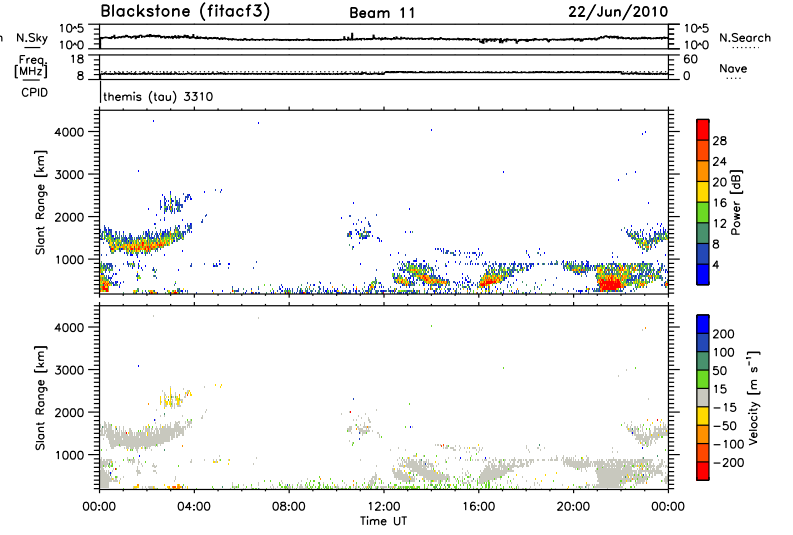 Blackstone (fitacf3) Beam 11 22/Jun/2010
N.Sky 10^5 10^0 10^5 10^0 N.Search
Freq. [MHz] 18 8 60 0 Nave
CPID themis (tau) 3310
Slant Range [km]
4000
3000
2000
1000
Power [dB]
28
24
20
16
12
8
4
Slant Range [km]
4000
3000
2000
1000
Velocity [m s⁻¹]
200
100
50
15
−15
−50
−100
−200
00:00 04:00 08:00 12:00 16:00 20:00 00:00
Time UT